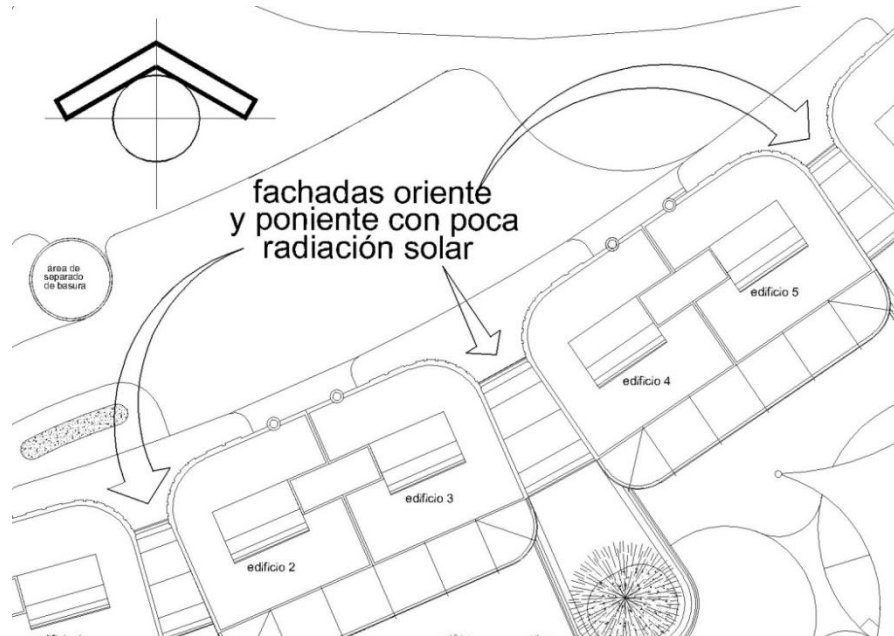 fachadas oriente
y poniente con poca
radiación solar
área de
separado
de basura
edificio 5
edificio 4
edificio 3
edificio 2